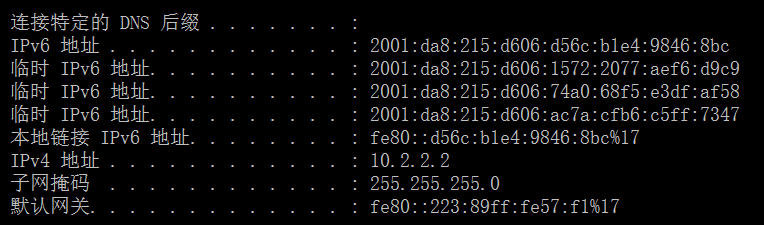 连接特定的 DNS 后缀 . . . . . . . :
IPv6 地址 . . . . . . . . . . . . : 2001:da8:215:d606:d56c:b1e4:9846:8bc
临时 IPv6 地址. . . . . . . . . . : 2001:da8:215:d606:1572:2077:aef6:d9c9
临时 IPv6 地址. . . . . . . . . . : 2001:da8:215:d606:74a0:68f5:e3df:af58
临时 IPv6 地址. . . . . . . . . . : 2001:da8:215:d606:ac7a:cfb6:c5ff:7347
本地链接 IPv6 地址. . . . . . . . : fe80::d56c:b1e4:9846:8bc%17
IPv4 地址 . . . . . . . . . . . . : 10.2.2.2
子网掩码  . . . . . . . . . . . . : 255.255.255.0
默认网关. . . . . . . . . . . . . : fe80::223:89ff:fe57:f1%17